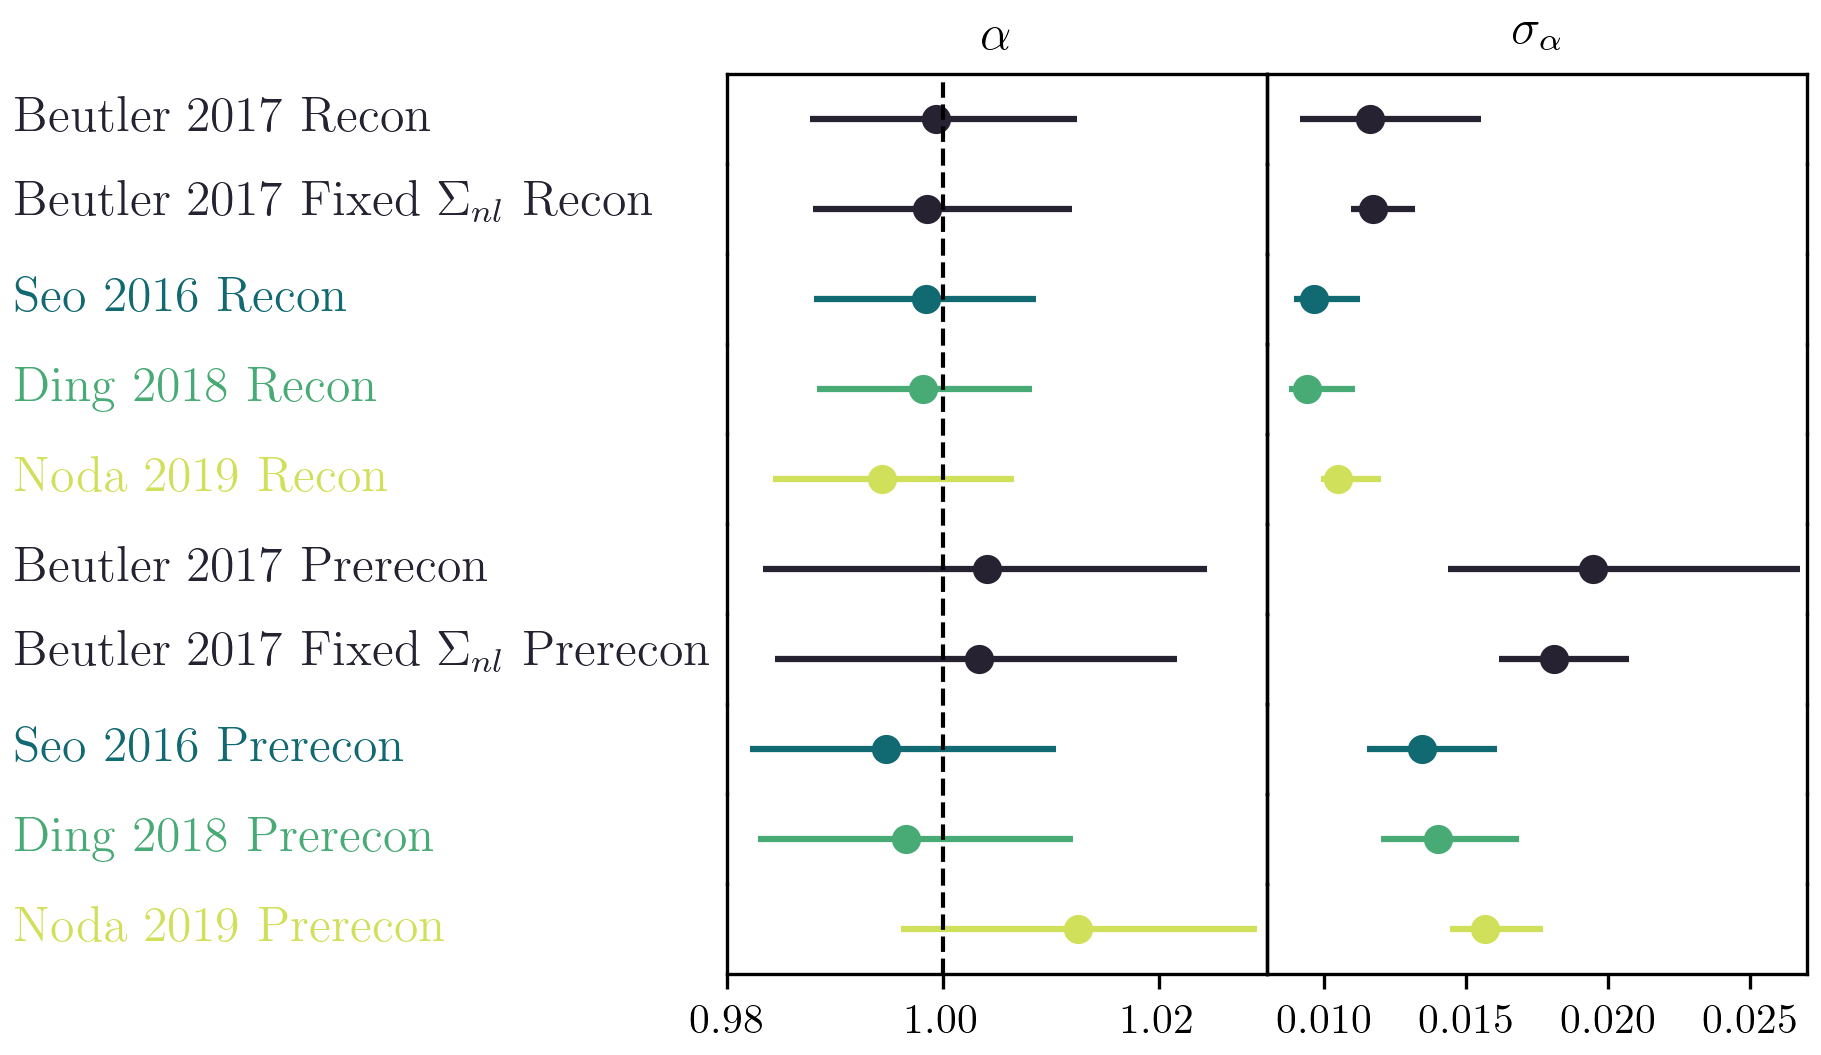 α σ_α
Beutler 2017 Recon
Beutler 2017 Fixed Σ_nl Recon
Seo 2016 Recon
Ding 2018 Recon
Noda 2019 Recon
Beutler 2017 Prerecon
Beutler 2017 Fixed Σ_nl Prerecon
Seo 2016 Prerecon
Ding 2018 Prerecon
Noda 2019 Prerecon
0.98 1.00 1.02 0.010 0.015 0.020 0.025